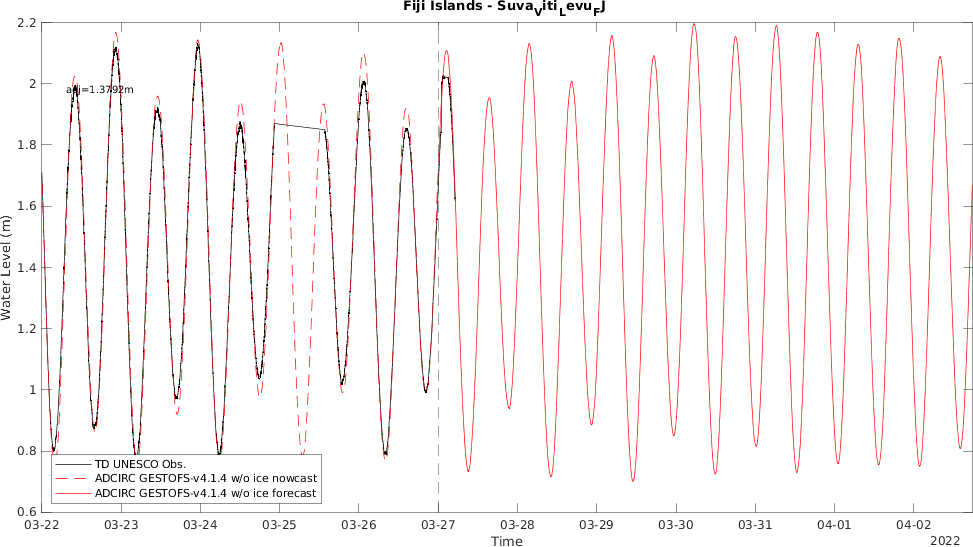 Fiji Islands - SuvaVitiLevuFJ
2.2
2
1.8
1.6
1.4
1.2
1
0.8
0.6
Water Level (m)
adj=1.3792m
TD UNESCO Obs.
ADCIRC GESTOFS-v4.1.4 w/o ice nowcast
ADCIRC GESTOFS-v4.1.4 w/o ice forecast
03-22 03-23 03-24 03-25 03-26 03-27 03-28 03-29 03-30 03-31 04-01 04-02
Time
2022